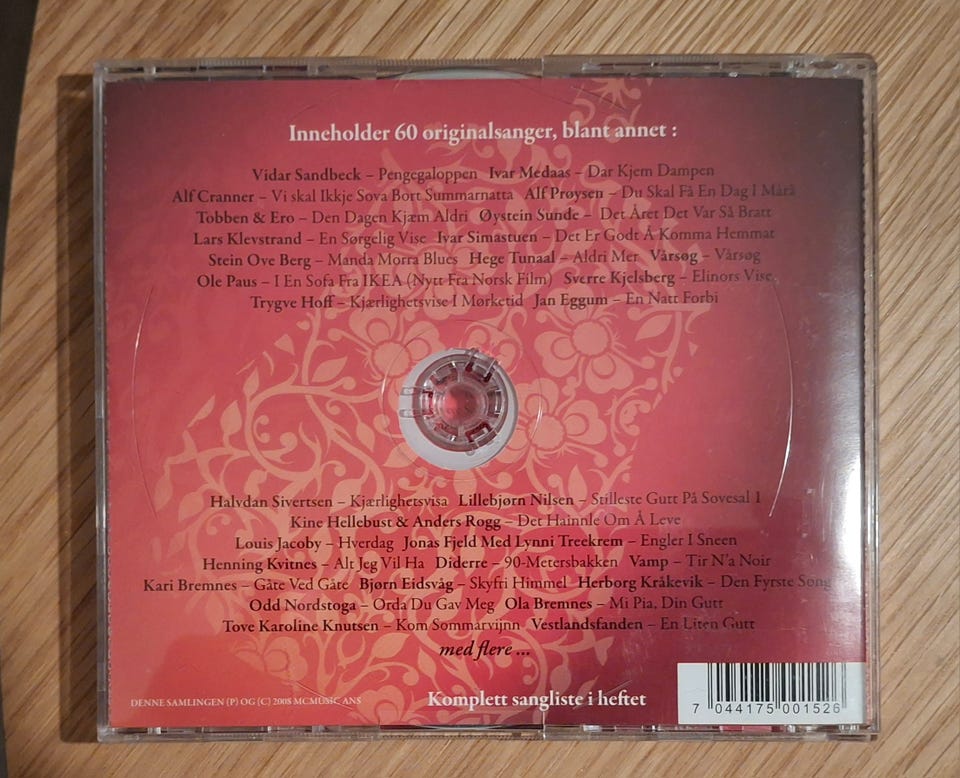 Inneholder 60 originalsanger, blant annet :
Vidar Sandbeck – Pengegaloppen Ivar Medaas – Dar Kjem Dampen
Alf Cranner – Vi skal Ikkje Sova Bort Summarnatta Alf Prøysen – Du Skal Få En Dag I Mårå
Tobben & Ero – Den Dagen Kjæm Aldri Øystein Sunde – Det Året Det Var Så Bratt
Lars Klevstrand – En Sørgelig Vise Ivar Simastuen – Det Er Godt Å Komma Hemmat
Stein Ove Berg – Manda Morra Blues Hege Tunaal – Aldri Mer Vårsøg – Vårsøg
Ole Paus – I En Sofa Fra IKEA (Nytt Fra Norsk Film) Sverre Kjelsberg – Elinors Vise
Trygve Hoff – Kjærlighetsvise I Mørketid Jan Eggum – En Natt Forbi
Halvdan Sivertsen – Kjærlighetsvisa Lillebjørn Nilsen – Stilleste Gutt På Sovesal 1
Kine Hellebust & Anders Rogg – Det Hainnle Om Å Leve
Louis Jacoby – Hverdag Jonas Fjeld Med Lynni Treekrem – Engler I Sneen
Henning Kvitnes – Alt Jeg Vil Ha Diderre – 90-Metersbakken Vamp – Tir N'a Noir
Kari Bremnes – Gåte Ved Gåte Bjørn Eidsvåg – Skyfri Himmel Herborg Kråkevik – Den Fyrste Song
Odd Nordstoga – Orda Du Gav Meg Ola Bremnes – Mi Pia, Din Gutt
Tove Karoline Knutsen – Kom Sommarvijnn Vestlandsfanden – En Liten Gutt
med flere ...
DENNE SAMLINGEN (P) OG (C) 2008 MCMUSIC ANS
Komplett sangliste i heftet
7 044175 001526